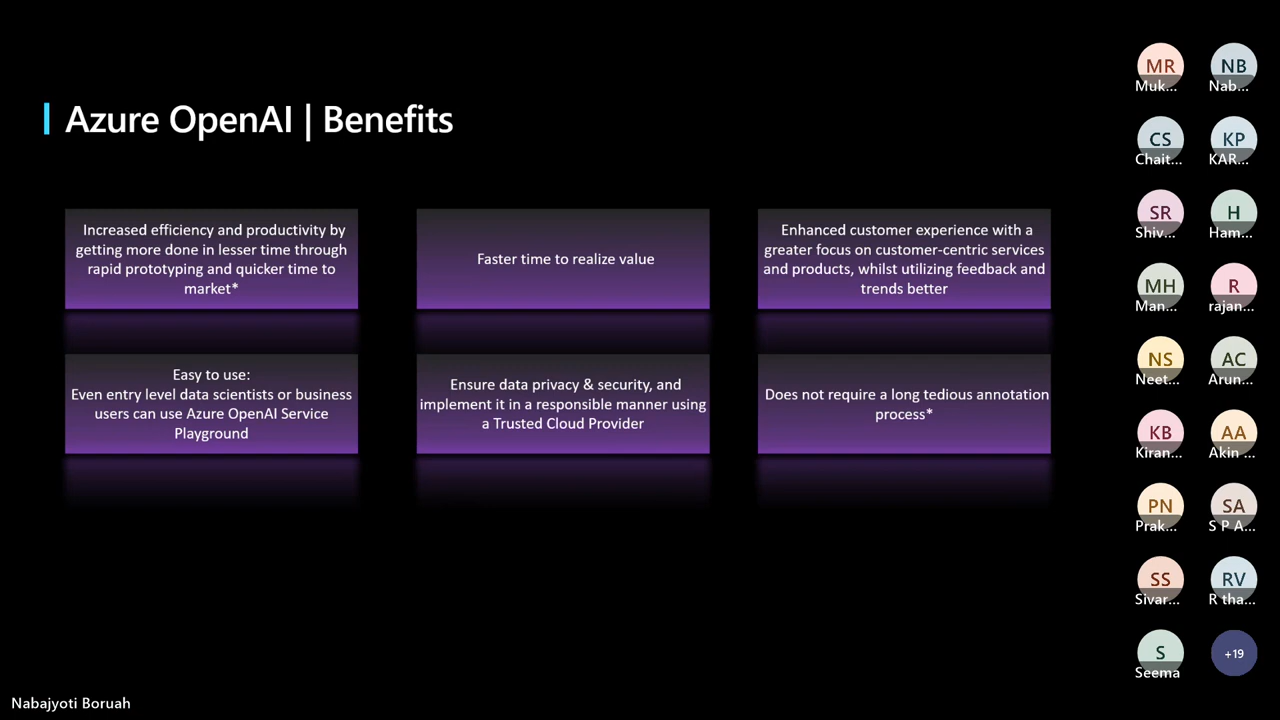 Azure OpenAI | Benefits
Increased efficiency and productivity by
getting more done in lesser time through
rapid prototyping and quicker time to
market*
Faster time to realize value
Enhanced customer experience with a
greater focus on customer-centric services
and products, whilst utilizing feedback and
trends better
Easy to use:
Even entry level data scientists or business
users can use Azure OpenAI Service
Playground
Ensure data privacy & security, and
implement it in a responsible manner using
a Trusted Cloud Provider
Does not require a long tedious annotation
process*
MR
Muk...
NB
Nab...
CS
Chait...
KP
KAR...
SR
Shiv...
H
Ham...
MH
Man...
R
rajan...
NS
Neet...
AC
Arun...
KB
Kiran...
AA
Akin ...
PN
Prak...
SA
S P A...
SS
Sivar...
RV
R tha...
S
Seema
+19
Nabajyoti Boruah